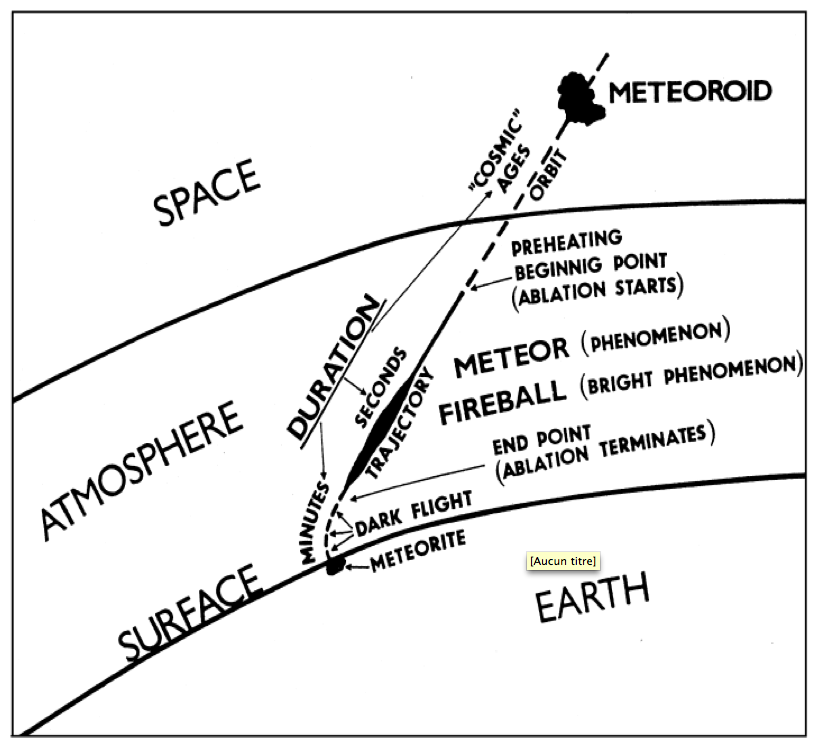 METEOROID
SPACE
"COSMIC"
AGES
ORBIT
PREHEATING
BEGINNIG POINT
(ABLATION STARTS)
DURATION
SECONDS
TRAJECTORY
METEOR (PHENOMENON)
FIREBALL (BRIGHT PHENOMENON)
ATMOSPHERE
END POINT
(ABLATION TERMINATES)
MINUTES
DARK FLIGHT
METEORITE
[Aucun titre]
SURFACE
EARTH